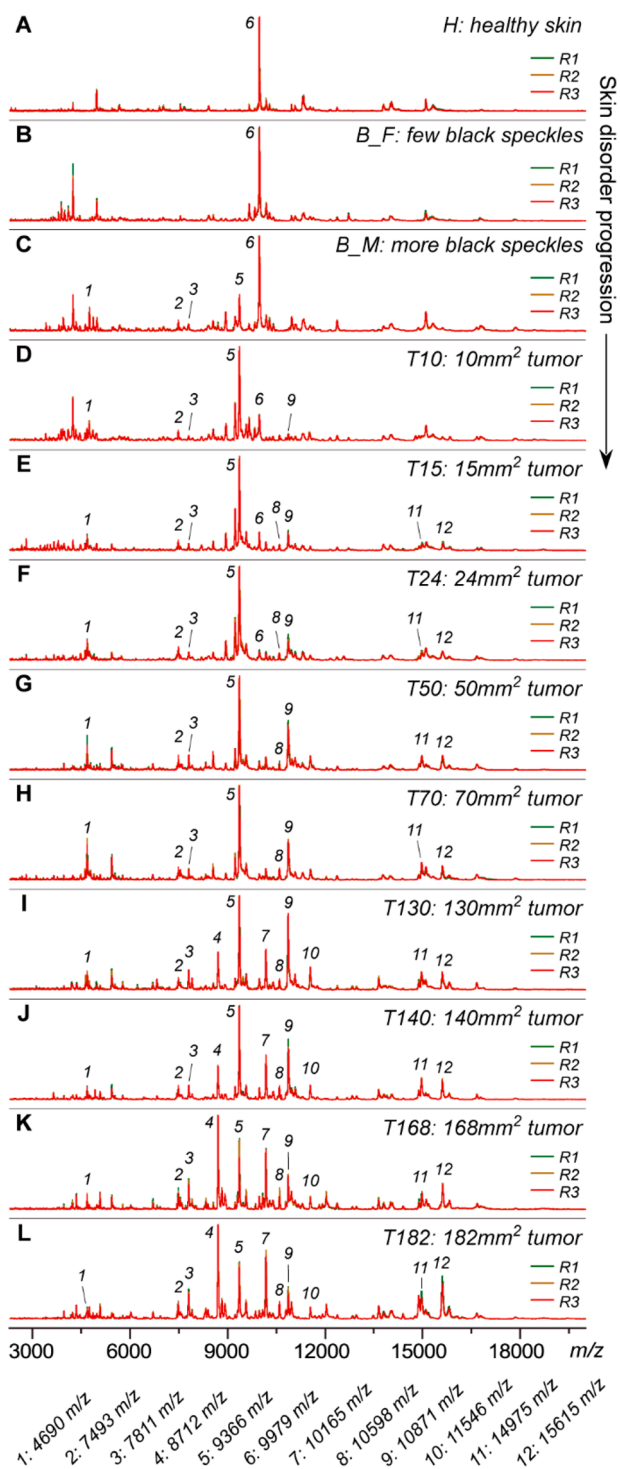 A
H: healthy skin
6
R1
R2
R3
B
B_F: few black speckles
6
R1
R2
R3
C
B_M: more black speckles
6
1
2
3
5
R1
R2
R3
D
T10: 10mm² tumor
5
1
2
3
6
9
R1
R2
R3
E
T15: 15mm² tumor
5
1
2
3
6
8
9
11
12
R1
R2
R3
F
T24: 24mm² tumor
5
1
2
3
6
8
9
11
12
R1
R2
R3
G
T50: 50mm² tumor
5
1
2
3
8
9
11
12
R1
R2
R3
H
T70: 70mm² tumor
5
1
2
3
8
9
11
12
R1
R2
R3
I
T130: 130mm² tumor
5
1
2
3
4
7
8
9
10
11
12
R1
R2
R3
J
T140: 140mm² tumor
5
1
2
3
4
7
8
9
10
11
12
R1
R2
R3
K
T168: 168mm² tumor
4
1
2
3
5
7
8
9
10
11
12
R1
R2
R3
L
T182: 182mm² tumor
4
1
2
3
5
7
8
9
10
11
12
R1
R2
R3
Skin disorder progression
3000 6000 9000 12000 15000 18000 m/z
1: 4690 m/z
2: 7493 m/z
3: 7811 m/z
4: 8712 m/z
5: 9366 m/z
6: 9979 m/z
7: 10165 m/z
8: 10598 m/z
9: 10871 m/z
10: 11546 m/z
11: 14975 m/z
12: 15615 m/z